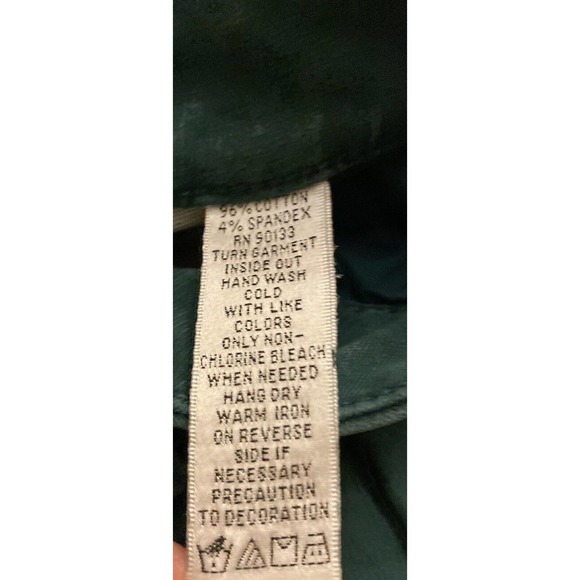 96% COTTON
4% SPANDEX
RN 90133
TURN GARMENT
INSIDE OUT
HAND WASH
COLD
WITH LIKE
COLORS
ONLY NON-
CHLORINE BLEACH
WHEN NEEDED
HANG DRY
WARM IRON
ON REVERSE
SIDE IF
NECESSARY
PRECAUTION
TO DECORATION